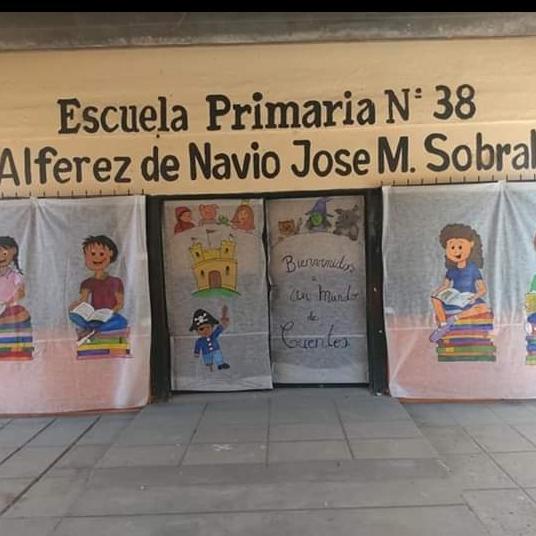 Escuela Primaria N° 38
Alferez de Navio Jose M. Sobral
Bienvenidos
a
un Mundo
de
Cuentos